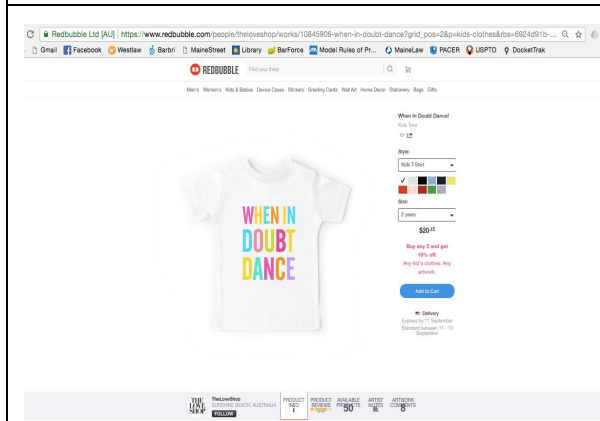 Redbubble Ltd [AU] https://www.redbubble.com/people/theloveshop/works/10845906-when-in-doubt-dance?grid_pos=2&p=kids-clothes&rbs=6924d91b-...
Gmail Facebook Westlaw Barbri MaineStreet Library BarForce Model Rules of Pr... MaineLaw PACER USPTO DocketTrak
REDBUBBLE Find your thing
Men's Women's Kids & Babies Device Cases Stickers Greeting Cards Wall Art Home Decor Stationery Bags Gifts
When In Doubt Dance!
Kids Tees
Style:
Kids T-Shirt
Size:
2 years
$20.45
Buy any 2 and get
15% off.
Any kid's clothes. Any
artwork.
Add to Cart
Delivery
Express by 11 September
Standard between 11 - 13
September
WHEN IN
DOUBT
DANCE
THE
LOVE
SHOP
TheLoveShop
SUNSHINE BEACH, AUSTRALIA
FOLLOW
PRODUCT
INFO
PRODUCT
REVIEWS
AVAILABLE
PRODUCTS
50
ARTIST
NOTES
ARTWORK
COMMENTS
8